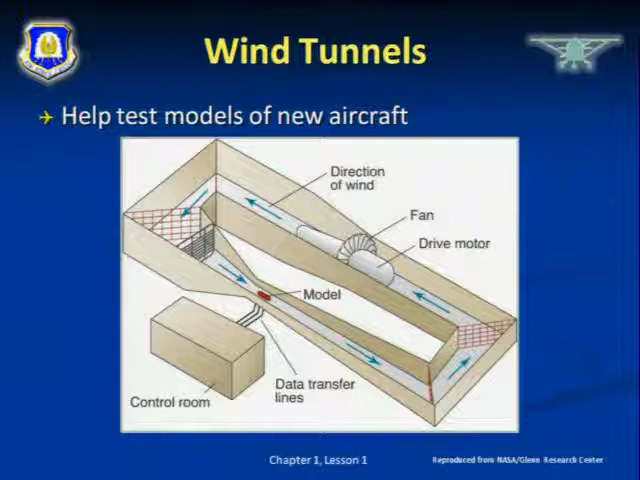 Wind Tunnels
Help test models of new aircraft
Direction
of wind
Fan
Drive motor
Model
Data transfer
lines
Control room
Chapter 1, Lesson 1
Reproduced from NASA/Glenn Research Center